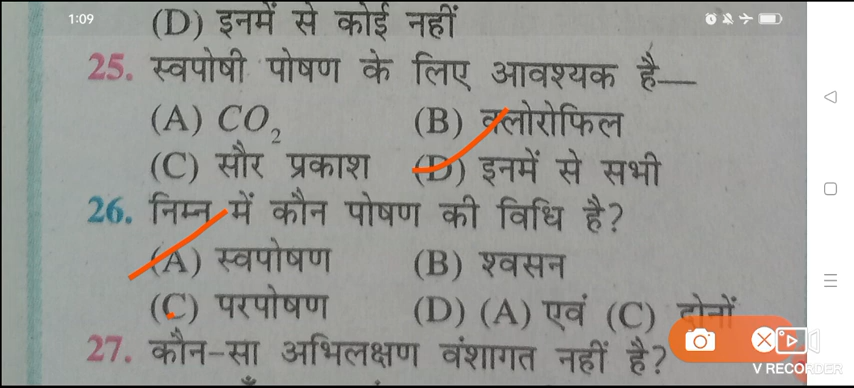 1:09
(D) इनमें से कोई नहीं
25. स्वपोषी पोषण के लिए आवश्यक है—
(A) CO₂ (B) क्लोरोफिल
(C) सौर प्रकाश (D) इनमें से सभी
26. निम्न में कौन पोषण की विधि है?
(A) स्वपोषण (B) श्वसन
(C) परपोषण (D) (A) एवं (C) दोनों
27. कौन-सा अभिलक्षण वंशागत नहीं है?
V RECORDER